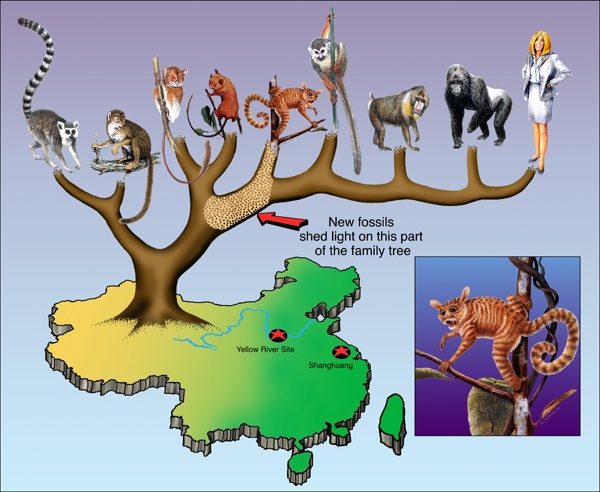 New fossils
shed light on this part
of the family tree
Yellow River Site
Shanghuang